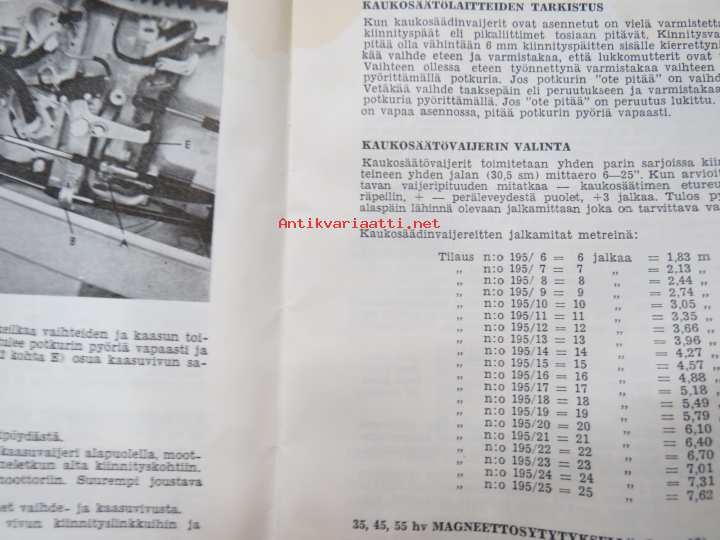 E
B
A
teilkaa vaihteiden ja kaasun toi-
tulee potkurin pyöriä vapaasti ja
2 kohta E) osua kaasuvivun sa-
ipöydästä.
kaasuvaijeri alapuolella, moot-
neletkun alta kiinnityskohtiin.
moottoriin. Suurempi joustava
et vaihde- ja kaasuvivusta.
vivun kiinnityslinkkuihin ja
KAUKOSÄÄTÖLAITTEIDEN TARKISTUS
Kun kaukosäädinvaijerit ovat asennetut on vielä varmistetta
kiinnityspäät eli pikaliittimet tosiaan pitävät. Kinnitysva
pitää olla vähintään 6 mm kiinnityspäitten sisälle kierrettyn
kää vaihde eteen ja varmistakaa, että lukkomutterit ovat
Vaihteen ollessa eteen työnnettynä varmistakaa vaihteen
pyörittämällä potkuria. Jos potkurin "ote pitää" on vaihd
Vetäkää vaihde taaksepäin eli peruutukseen ja varmistakaa
potkuria pyörittämällä. Jos "ote pitää" on peruutus lukittu.
on vapaa asennossa, pitää potkurin pyöriä vapaasti.
KAUKOSÄÄTÖVAIJERIN VALINTA
Kaukosäätövaijerit toimitetaan yhden parin sarjoissa kiin
teineen yhden jalan (30,5 sm) mittaero 6—25". Kun arvioit
tavan vaijeripituuden mitatkaa — kaukosäätimen etureu
räpeilin, + — peräleveydestä puolet, +3 jalkaa. Tulos py
alaspäin lähinnä olevaan jalkamittaan joka on tarvittava va
Antikvariaatti.net
Kaukosäädinvaijereitten jalkamitat metreinä:
Tilaus n:o 195/ 6 = 6 jalkaa = 1,83 m
„ n:o 195/ 7 = 7 „ = 2,13 „
„ n:o 195/ 8 = 8 „ = 2,44 „
„ n:o 195/ 9 = 9 „ = 2,74 „
„ n:o 195/10 = 10 „ = 3,05 „
„ n:o 195/11 = 11 „ = 3,35 „
„ n:o 195/12 = 12 „ = 3,66 „
„ n:o 195/13 = 13 „ = 3,96 „
„ n:o 195/14 = 14 „ = 4,27 „
„ n:o 195/15 = 15 „ = 4,57 „
„ n:o 195/16 = 16 „ = 4,88 „
„ n:o 195/17 = 17 „ = 5,18 „
„ n:o 195/18 = 18 „ = 5,49 „
„ n:o 195/19 = 19 „ = 5,79 „
„ n:o 195/20 = 20 „ = 6,10 „
„ n:o 195/21 = 21 „ = 6,40 „
„ n:o 195/22 = 22 „ = 6,70 „
„ n:o 195/23 = 23 „ = 7,01 „
„ n:o 195/24 = 24 „ = 7,31 „
„ n:o 195/25 = 25 „ = 7,62 „
35, 45, 55 hv